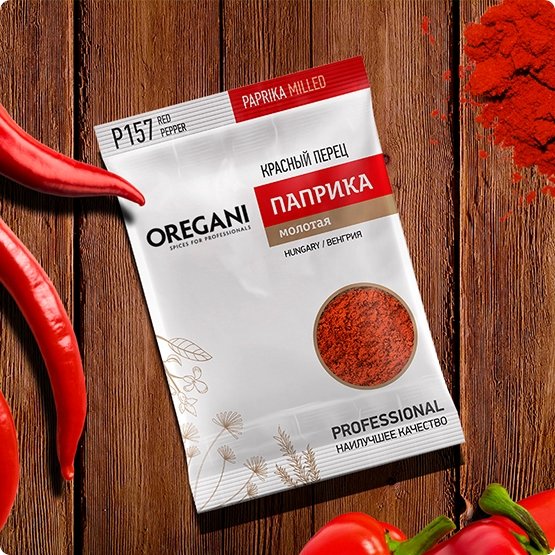 P157 RED
PEPPER
PAPRIKA MILLED
КРАСНЫЙ ПЕРЕЦ
ПАПРИКА
МОЛОТАЯ
HUNGARY / ВЕНГРИЯ
OREGANI
SPICES FOR PROFESSIONALS
PROFESSIONAL
НАИЛУЧШЕЕ КАЧЕСТВО